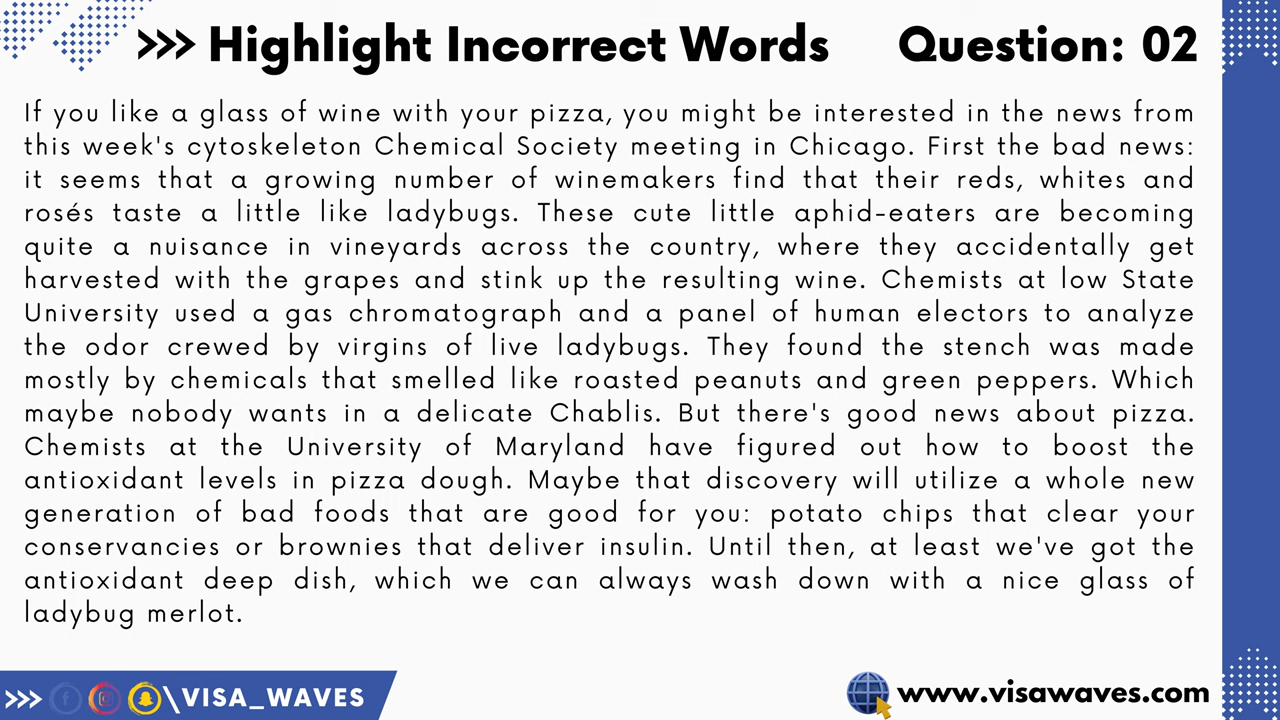 >>> Highlight Incorrect Words Question: 02
If you like a glass of wine with your pizza, you might be interested in the news from
this week's cytoskeleton Chemical Society meeting in Chicago. First the bad news:
it seems that a growing number of winemakers find that their reds, whites and
rosés taste a little like ladybugs. These cute little aphid-eaters are becoming
quite a nuisance in vineyards across the country, where they accidentally get
harvested with the grapes and stink up the resulting wine. Chemists at low State
University used a gas chromatograph and a panel of human electors to analyze
the odor crewed by virgins of live ladybugs. They found the stench was made
mostly by chemicals that smelled like roasted peanuts and green peppers. Which
maybe nobody wants in a delicate Chablis. But there's good news about pizza.
Chemists at the University of Maryland have figured out how to boost the
antioxidant levels in pizza dough. Maybe that discovery will utilize a whole new
generation of bad foods that are good for you: potato chips that clear your
conservancies or brownies that deliver insulin. Until then, at least we've got the
antioxidant deep dish, which we can always wash down with a nice glass of
ladybug merlot.
>>> \VISA_WAVES
www.visawaves.com